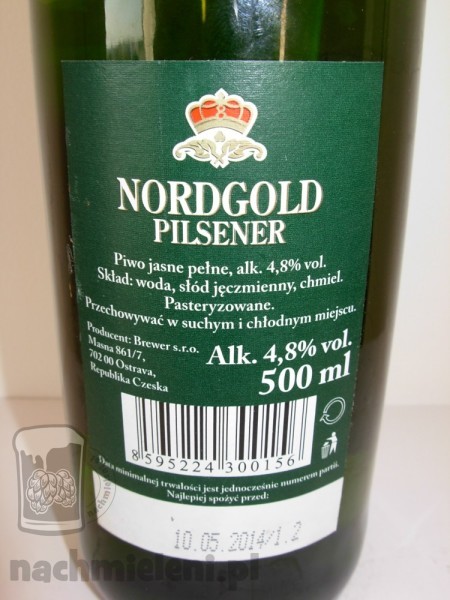 NORDGOLD
PILSENER
Piwo jasne pełne, alk. 4,8% vol.
Skład: woda, słód jęczmienny, chmiel.
Pasteryzowane.
Przechowywać w suchym i chłodnym miejscu.
Producent: Brewer s.r.o.
Masna 861/7,
702 00 Ostrava,
Republika Czeska
Alk. 4,8% vol.
500 ml
8 595224 300156
Data minimalnej trwałości jest jednocześnie numerem partii.
Najlepiej spożyć przed:
10.05.2014/1.2
nachmieleni.pl